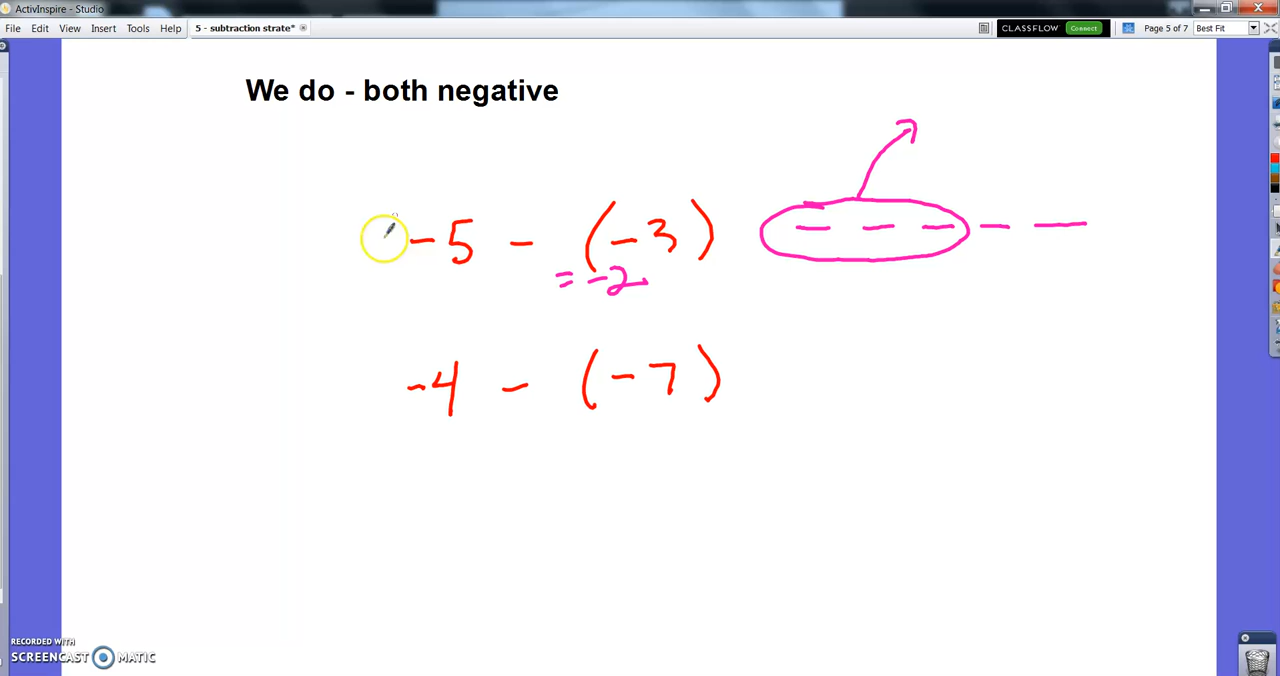 ActivInspire - Studio
File Edit View Insert Tools Help 5 - subtraction strate* CLASSFLOW Connect Page 5 of 7 Best Fit
We do - both negative
-5 - (-3)
= -2
-4 - (-7)
RECORDED WITH
SCREENCAST MATIC